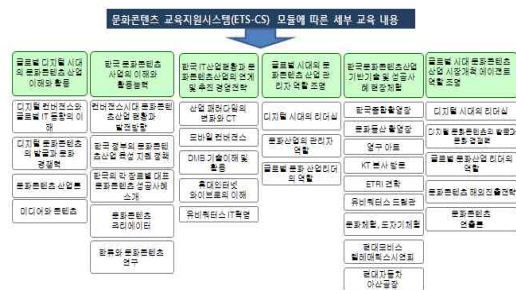 문화콘텐츠 교육지원시스템(ETS-CS) 모듈에 따른 세부 교육 내용
글로벌 디지털 시대
의 문화콘텐츠 산업
이해와 활용
디지털 컨버전스와
글로벌 IT 동향의 이
해
디지털 문화콘텐츠
의 발굴과 문화
경쟁력
문화콘텐츠 산업론
미디어와 콘텐츠
한국 문화콘텐츠
사업의 이해와
활용능력
컨버전스시대 문화콘텐
츠산업 현황과
발전방향
한국 정부의 문화콘텐
츠산업 육성 지원 정책
한국의 각 장르별 대표
문화콘텐츠 성공사례
소개
문화콘텐츠
크리에이터
한류와 문화콘텐츠
연구
한국 IT산업현황과 문
화콘텐츠산업의 연계
및 추진 경영전략
산업 패러다임의
변화와 CT
모바일 컨버전스
DMB 기술이해 및
활용
휴대인터넷
와이브로의 이해
유비쿼터스 IT혁명
글로벌 시대의 문
화콘텐츠 산업 관
리자 역할 조명
디지털 시대의 리더십
문화산업의 관리자
역할
글로벌 문화 산업리더
의 역할
한국문화콘텐츠산업
기반기술 및 성공사
례 현장체험
한국종합촬영장
문화동산 촬영장
영구 아트
KT 본사 방문
ETRI 견학
유비쿼터스 드림관
문화체험, 도자기체험
현대모비스
텔레매틱스시연회
현대자동차
아산공장
글로벌 시대 문화콘텐츠
산업 시장개척 에이전트
역할 조명
디지털 시대의 리더십
디지털 문화콘텐츠의 발굴과
문화 경쟁력
글로벌 문화산업 리더의
역할
문화콘텐츠 해외진출전략
문화콘텐츠
연출론